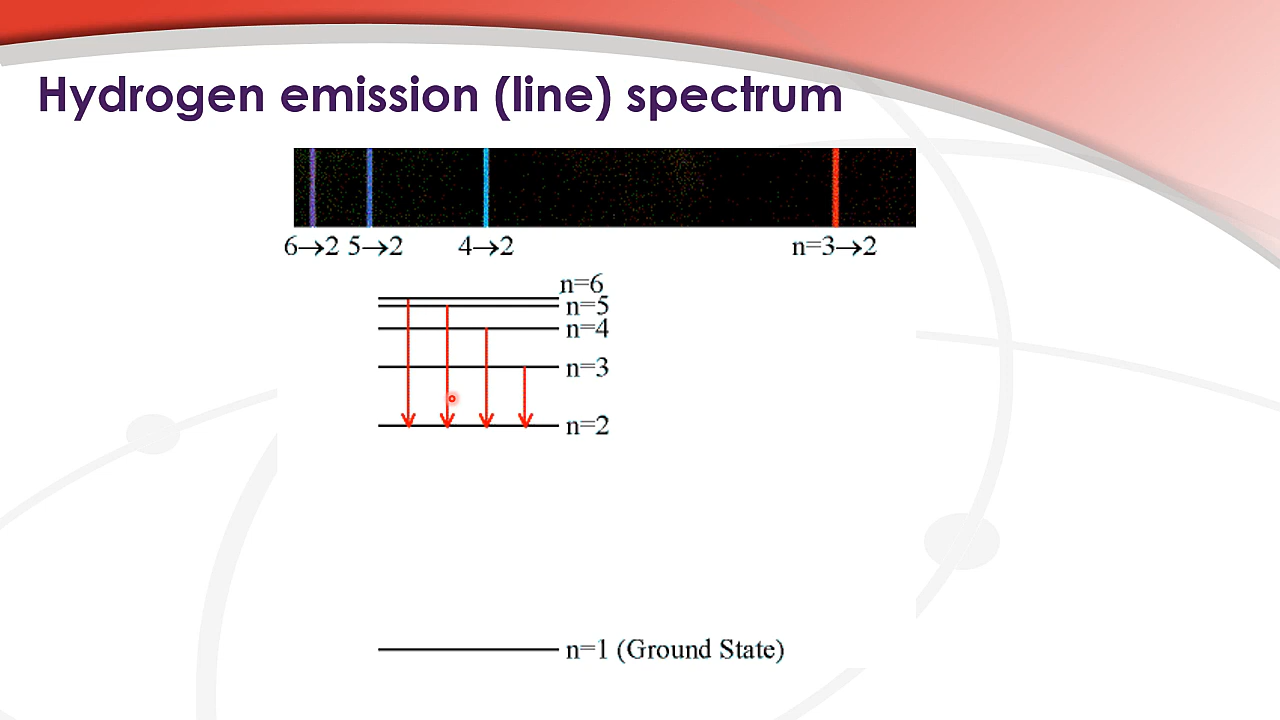 Hydrogen emission (line) spectrum
6→2 5→2 4→2 n=3→2
n=6
n=5
n=4
n=3
n=2
n=1 (Ground State)